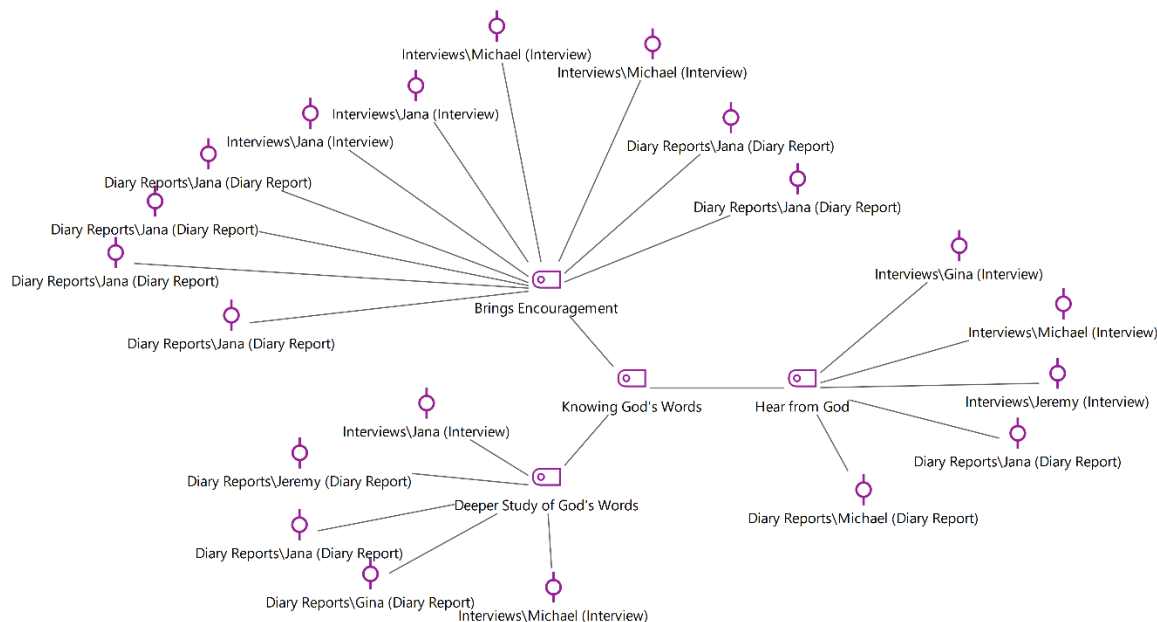 Interviews\Michael (Interview)
Interviews\Michael (Interview)
Interviews\Jana (Interview)
Interviews\Jana (Interview)
Diary Reports\Jana (Diary Report)
Diary Reports\Jana (Diary Report)
Diary Reports\Jana (Diary Report)
Diary Reports\Jana (Diary Report)
Diary Reports\Jana (Diary Report)
Interviews\Gina (Interview)
Diary Reports\Jana (Diary Report)
Brings Encouragement
Interviews\Michael (Interview)
Diary Reports\Jana (Diary Report)
Knowing God's Words
Hear from God
Interviews\Jeremy (Interview)
Interviews\Jana (Interview)
Diary Reports\Jana (Diary Report)
Diary Reports\Jeremy (Diary Report)
Deeper Study of God's Words
Diary Reports\Michael (Diary Report)
Diary Reports\Jana (Diary Report)
Diary Reports\Gina (Diary Report)
Interviews\Michael (Interview)